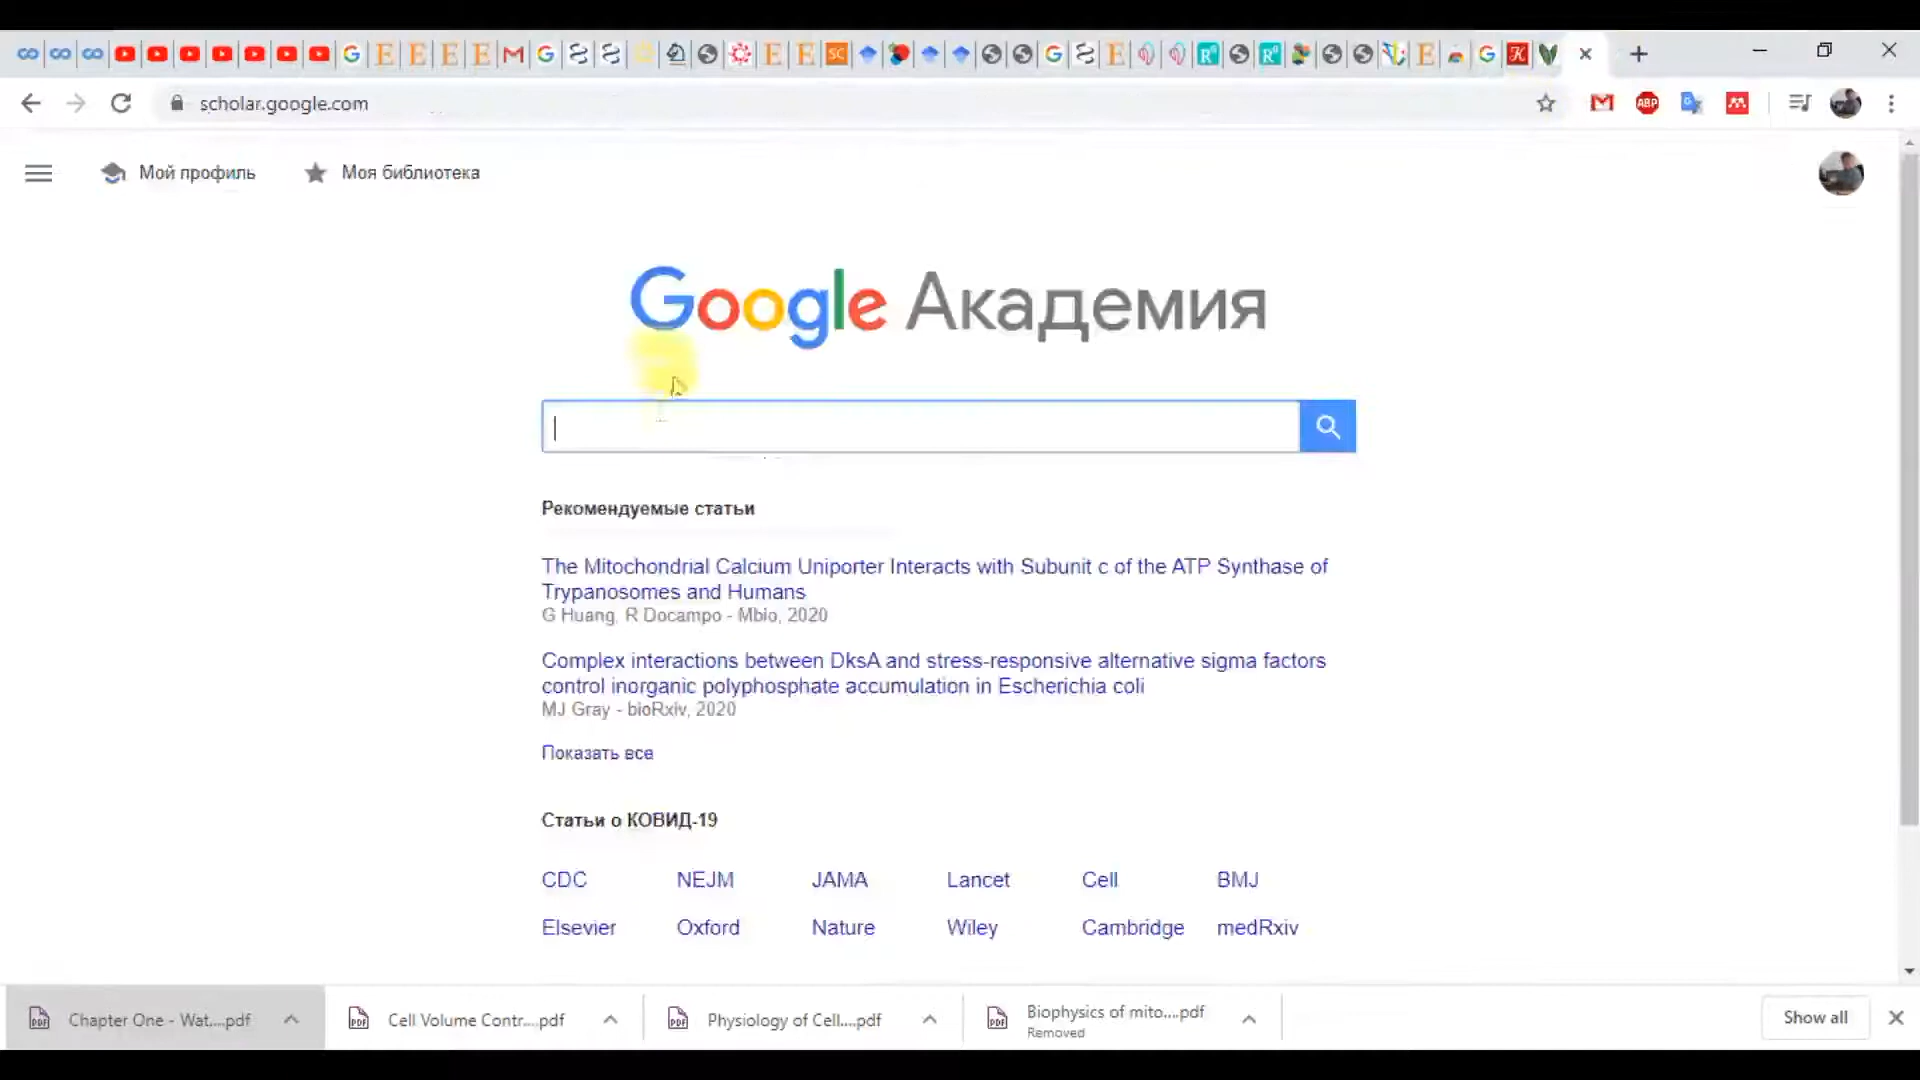 scholar.google.com
ABP
Мой профиль
Моя библиотека
Google Академия
Рекомендуемые статьи
The Mitochondrial Calcium Uniporter Interacts with Subunit c of the ATP Synthase of
Trypanosomes and Humans
G Huang, R Docampo - Mbio, 2020
Complex interactions between DksA and stress-responsive alternative sigma factors
control inorganic polyphosphate accumulation in Escherichia coli
MJ Gray - bioRxiv, 2020
Показать все
Статьи о КОВИД-19
CDC NEJM JAMA Lancet Cell BMJ
Elsevier Oxford Nature Wiley Cambridge medRxiv
Chapter One - Wat....pdf
Cell Volume Contr....pdf
Physiology of Cell....pdf
Biophysics of mito....pdf
Removed
Show all